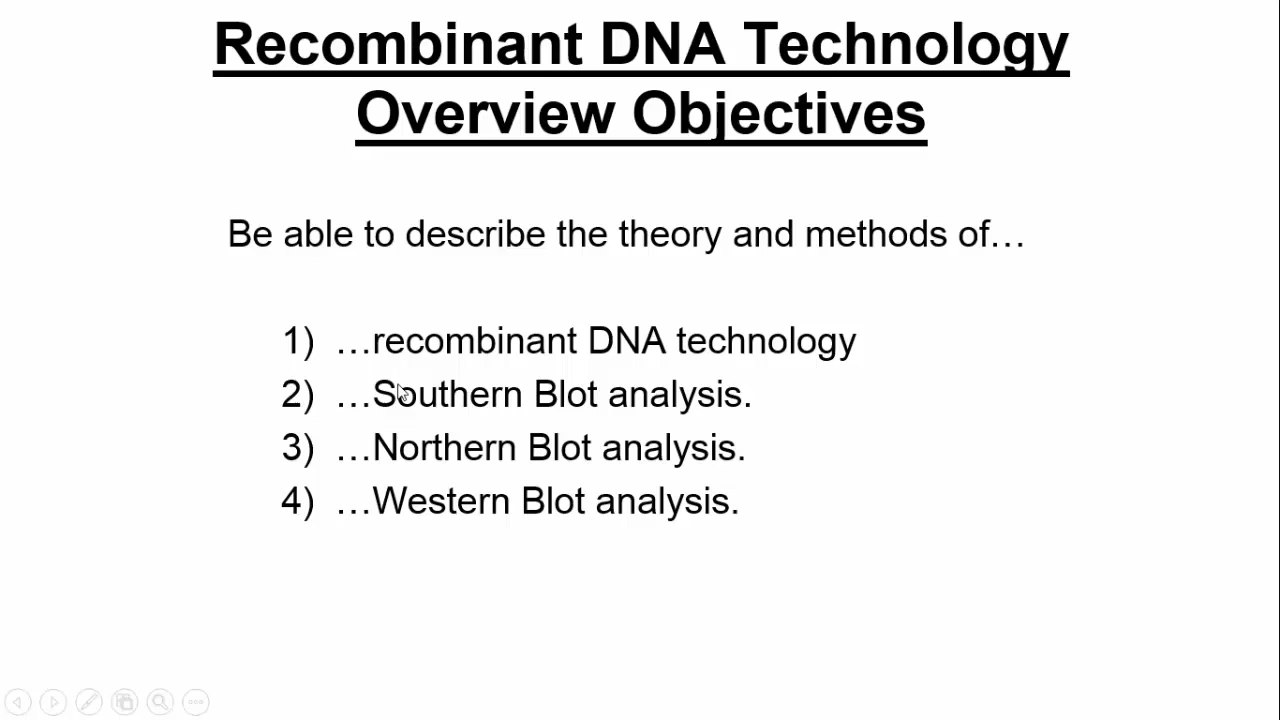 Recombinant DNA Technology
Overview Objectives
Be able to describe the theory and methods of…
1) …recombinant DNA technology
2) …Southern Blot analysis.
3) …Northern Blot analysis.
4) …Western Blot analysis.